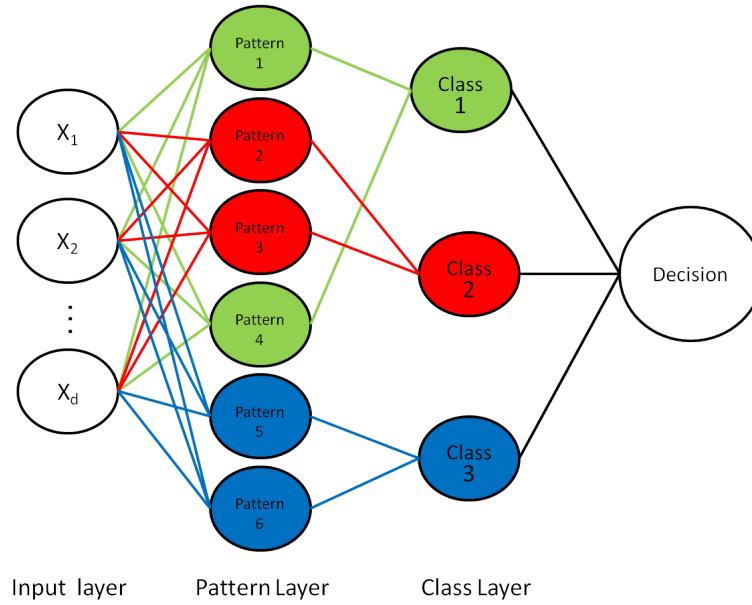 X1
X2
...
Xd
Pattern
1
Pattern
2
Pattern
3
Pattern
4
Pattern
5
Pattern
6
Class
1
Class
2
Class
3
Decision
Input layer
Pattern Layer
Class Layer